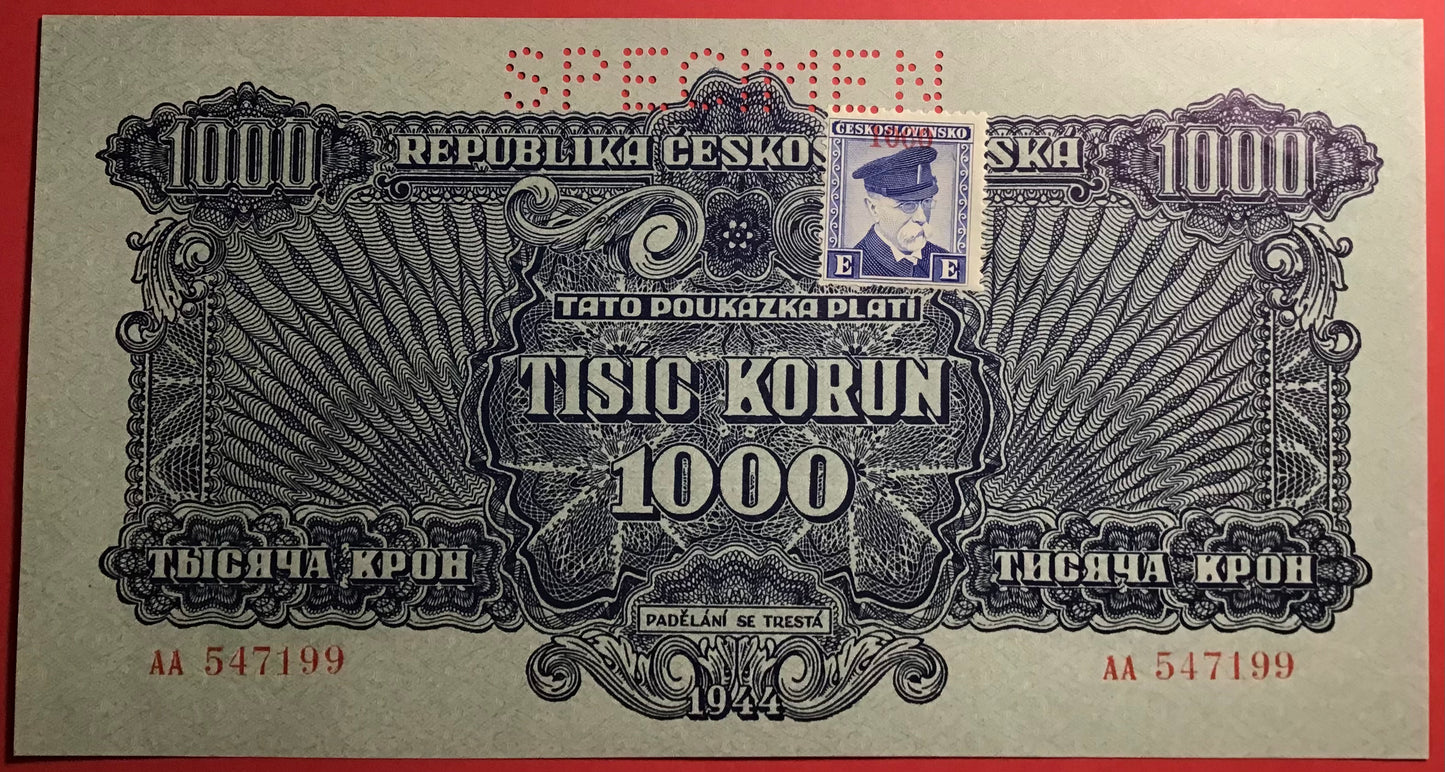 SPECIMEN
1000
1000
REPUBLIKA ČESKOS SKÁ
ČESKOSLOVENSKO
1000
E E
TATO POUKÁZKA PLATÍ
TISÍC KORUN
1000
ТЫСЯЧА КРОН
ТИСЯЧА КРОН
PADĚLÁNÍ SE TRESTÁ
AA 547199
AA 547199
1944